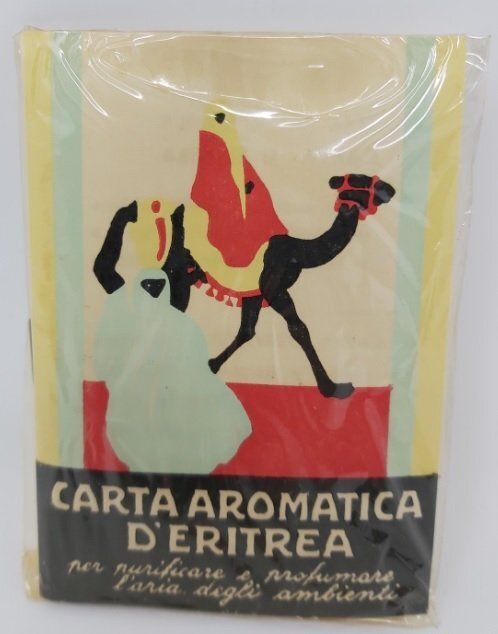 CARTA AROMATICA
D'ERITREA
per purificare e profumare
l'aria degli ambienti